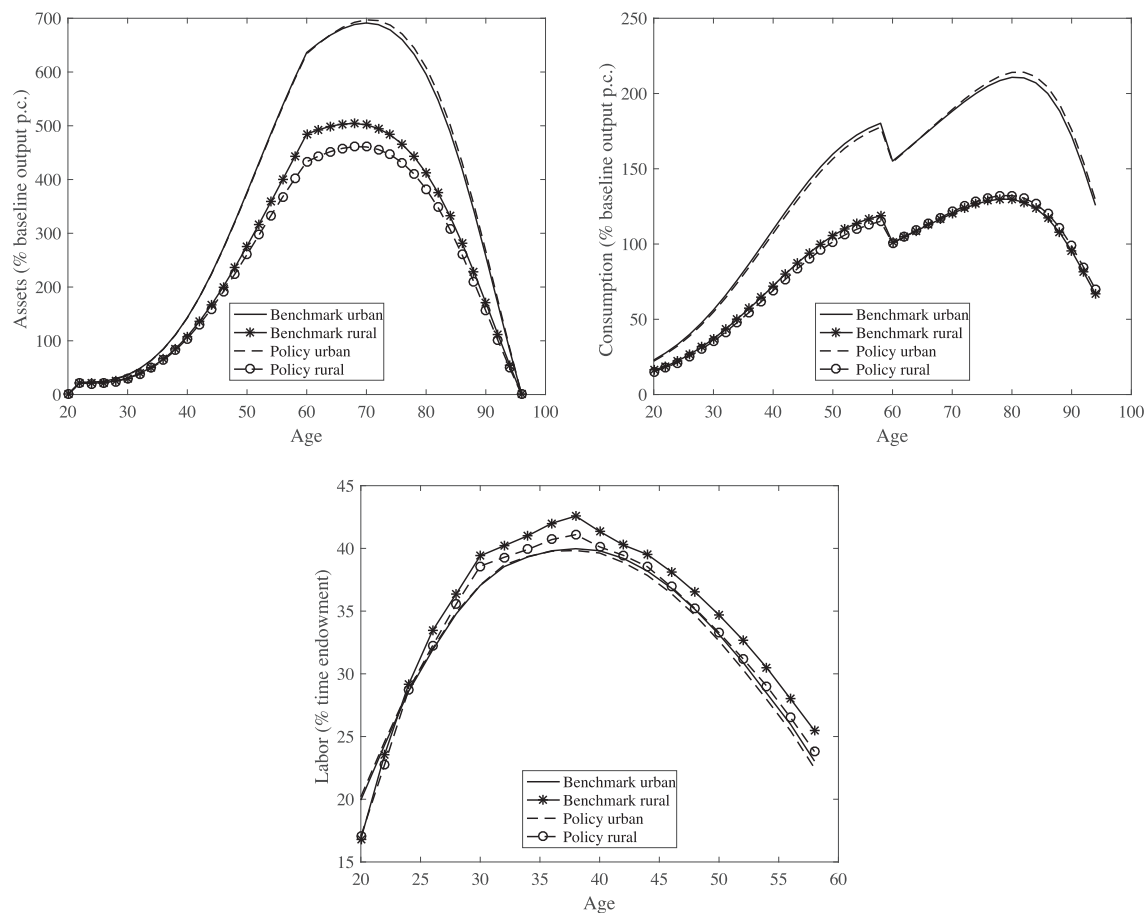 700
600
500
400
300
200
100
0
Assets (% baseline output p.c.)
Benchmark urban
Benchmark rural
Policy urban
Policy rural
20 30 40 50 60 70 80 90 100
Age
250
200
150
100
50
0
Consumption (% baseline output p.c.)
Benchmark urban
Benchmark rural
Policy urban
Policy rural
20 30 40 50 60 70 80 90 100
Age
45
40
35
30
25
20
15
Labor (% time endowment)
Benchmark urban
Benchmark rural
Policy urban
Policy rural
20 25 30 35 40 45 50 55 60
Age